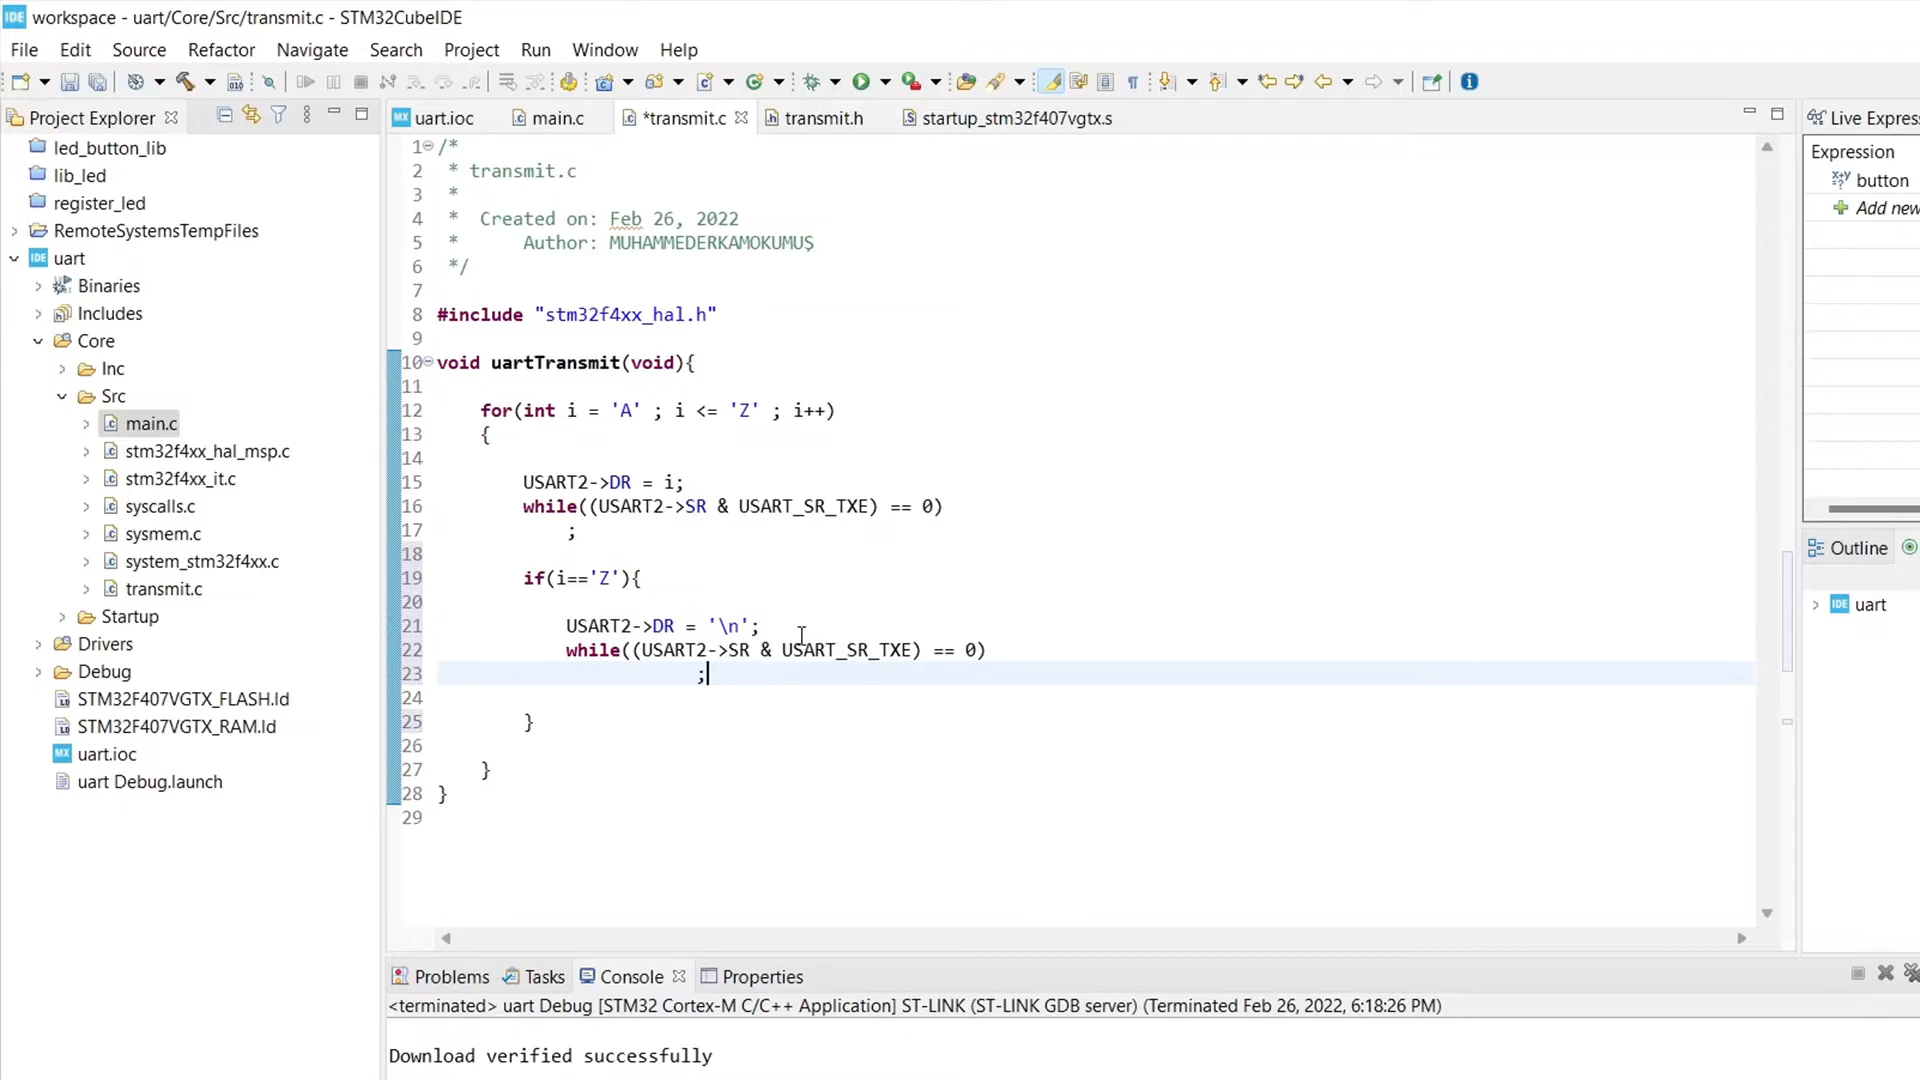 IDE workspace - uart/Core/Src/transmit.c - STM32CubeIDE
File Edit Source Refactor Navigate Search Project Run Window Help
Project Explorer
led_button_lib
lib_led
register_led
RemoteSystemsTempFiles
IDE uart
Binaries
Includes
Core
Inc
Src
main.c
stm32f4xx_hal_msp.c
stm32f4xx_it.c
syscalls.c
sysmem.c
system_stm32f4xx.c
transmit.c
Startup
Drivers
Debug
STM32F407VGTX_FLASH.ld
STM32F407VGTX_RAM.ld
MX uart.ioc
uart Debug.launch
MX uart.ioc main.c *transmit.c transmit.h startup_stm32f407vgtx.s
1 /*
2 * transmit.c
3 *
4 * Created on: Feb 26, 2022
5 * Author: MUHAMMEDERKAMOKUMUŞ
6 */
7
8 #include "stm32f4xx_hal.h"
9
10 void uartTransmit(void){
11
12 for(int i = 'A' ; i <= 'Z' ; i++)
13 {
14
15 USART2->DR = i;
16 while((USART2->SR & USART_SR_TXE) == 0)
17 ;
18
19 if(i=='Z'){
20
21 USART2->DR = '\n';
22 while((USART2->SR & USART_SR_TXE) == 0)
23 ;
24
25 }
26
27 }
28 }
29
Live Express
Expression
button
Add new
Outline
IDE uart
Problems Tasks Console Properties
<terminated> uart Debug [STM32 Cortex-M C/C++ Application] ST-LINK (ST-LINK GDB server) (Terminated Feb 26, 2022, 6:18:26 PM)
Download verified successfully